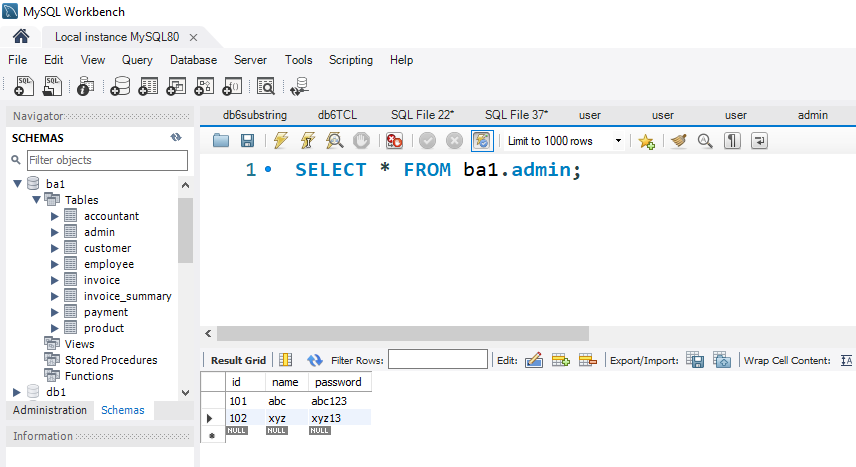 MySQL Workbench
Local instance MySQL80
File Edit View Query Database Server Tools Scripting Help
SQL SQL
Navigator
SCHEMAS
Filter objects
ba1
Tables
accountant
admin
customer
employee
invoice
invoice_summary
payment
product
Views
Stored Procedures
Functions
db1
Administration Schemas
Information
db6substring db6TCL SQL File 22* SQL File 37* user user user admin
Limit to 1000 rows
1 SELECT * FROM ba1.admin;
Result Grid Filter Rows: Edit: Export/Import: Wrap Cell Content:
id name password
101 abc abc123
102 xyz xyz13
NULL NULL NULL